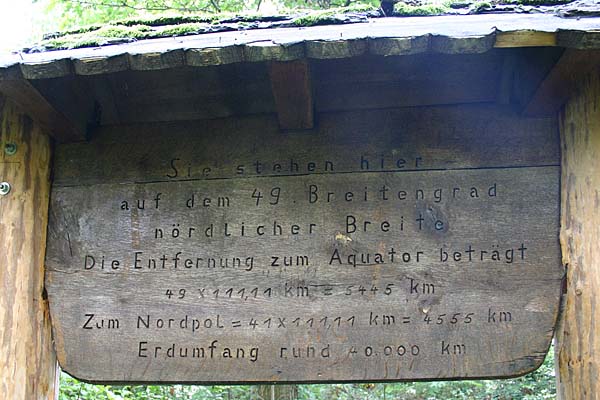 Sie stehen hier
auf dem 49. Breitengrad
nördlicher Breite
Die Entfernung zum Äquator beträgt
49 x 111,11 km = 5445 km
Zum Nordpol = 41 x 111,11 km = 4555 km
Erdumfang rund 40.000 km